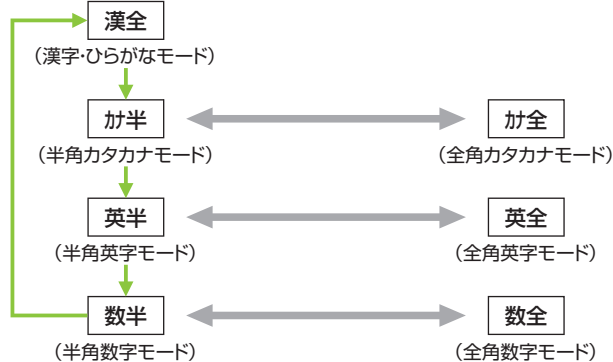 漢全
（漢字・ひらがなモード）
ｶﾅ半
ｶﾅ全
（半角カタカナモード）
（全角カタカナモード）
英半
英全
（半角英字モード）
（全角英字モード）
数半
数全
（半角数字モード）
（全角数字モード）